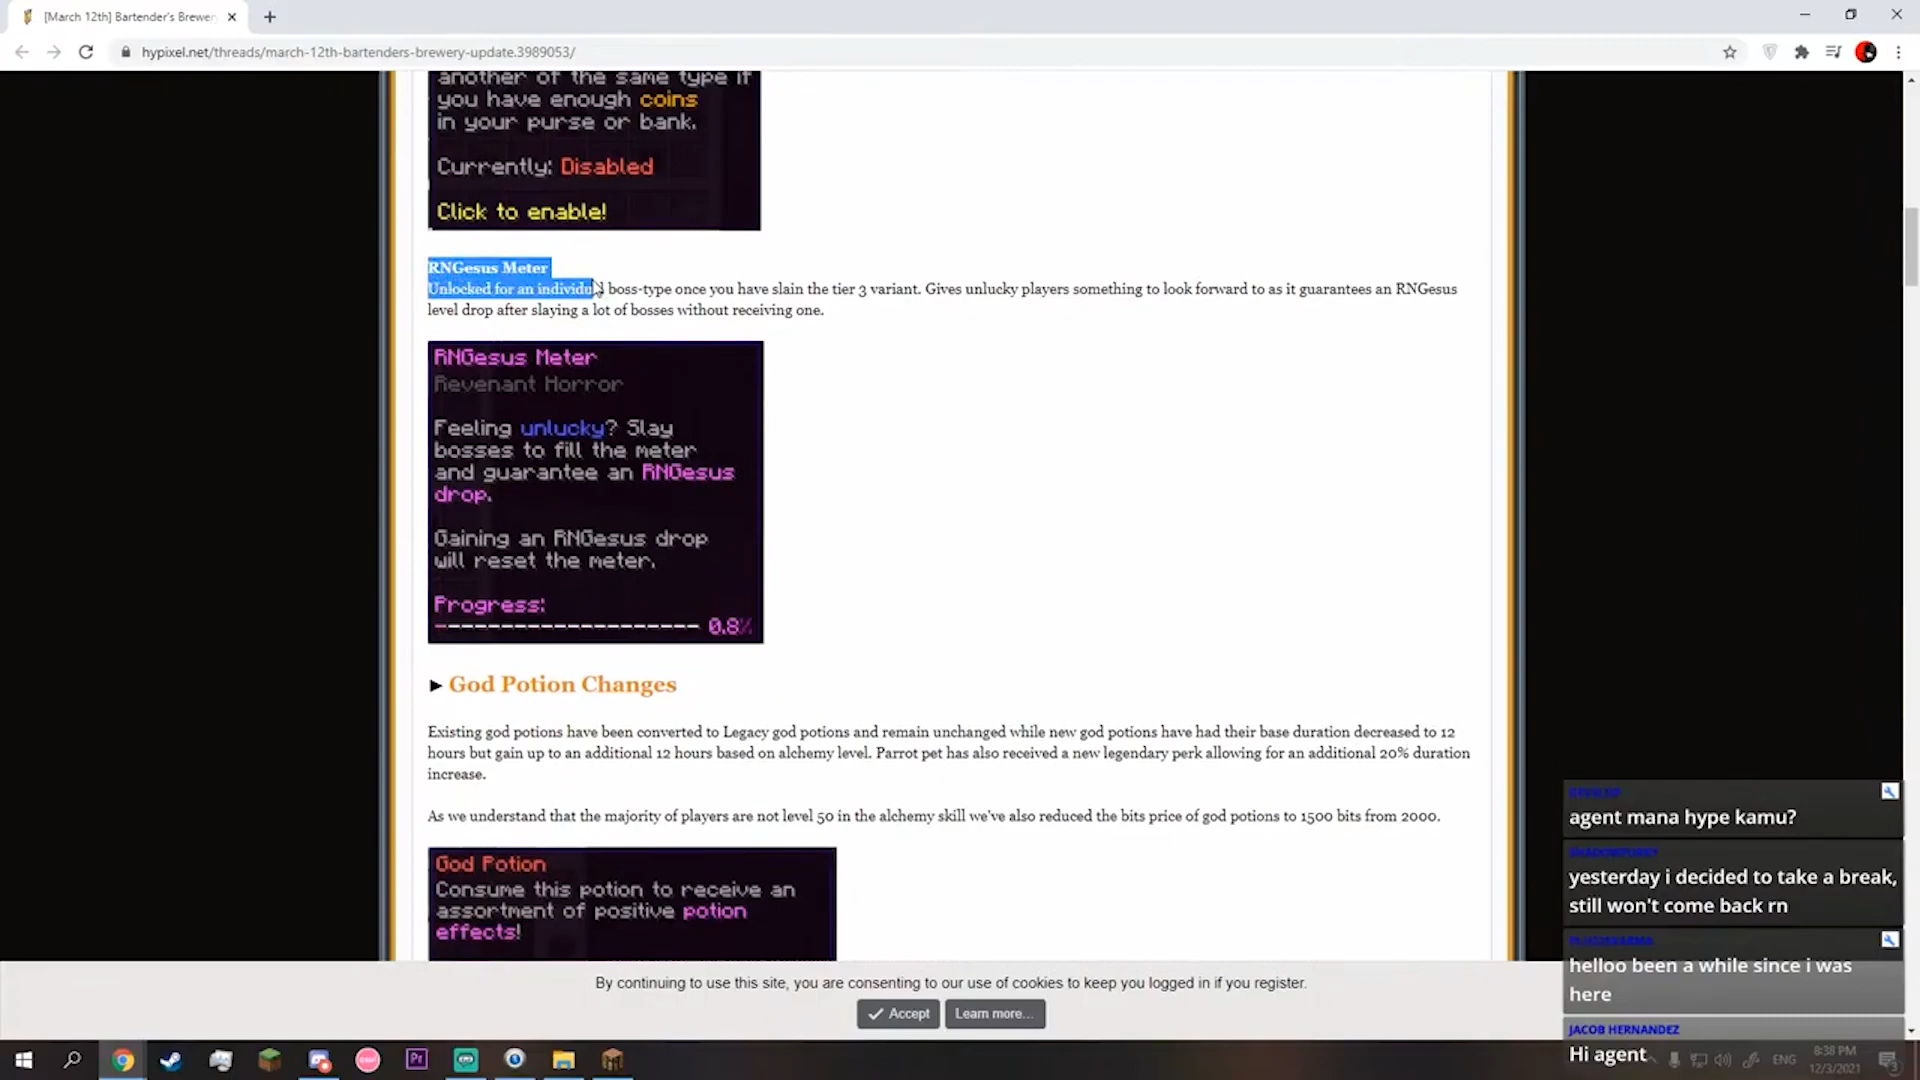 [March 12th] Bartender's Brewer
hypixel.net/threads/march-12th-bartenders-brewery-update.3989053/
another of the same type if
you have enough coins
in your purse or bank.
Currently: Disabled
Click to enable!
RNGesus Meter
Unlocked for an individual boss-type once you have slain the tier 3 variant. Gives unlucky players something to look forward to as it guarantees an RNGesus
level drop after slaying a lot of bosses without receiving one.
RNGesus Meter
Revenant Horror
Feeling unlucky? Slay
bosses to fill the meter
and guarantee an RNGesus
drop.
Gaining an RNGesus drop
will reset the meter.
Progress:
0.8%
► God Potion Changes
Existing god potions have been converted to Legacy god potions and remain unchanged while new god potions have had their base duration decreased to 12
hours but gain up to an additional 12 hours based on alchemy level. Parrot pet has also received a new legendary perk allowing for an additional 20% duration
increase.
As we understand that the majority of players are not level 50 in the alchemy skill we've also reduced the bits price of god potions to 1500 bits from 2000.
God Potion
Consume this potion to receive an
assortment of positive potion
effects!
By continuing to use this site, you are consenting to our use of cookies to keep you logged in if you register.
Accept
Learn more...
agent mana hype kamu?
yesterday i decided to take a break,
still won't come back rn
helloo been a while since i was
here
JACOB HERNANDEZ
Hi agent
Pr
ENG
8:38 PM
12/3/2021